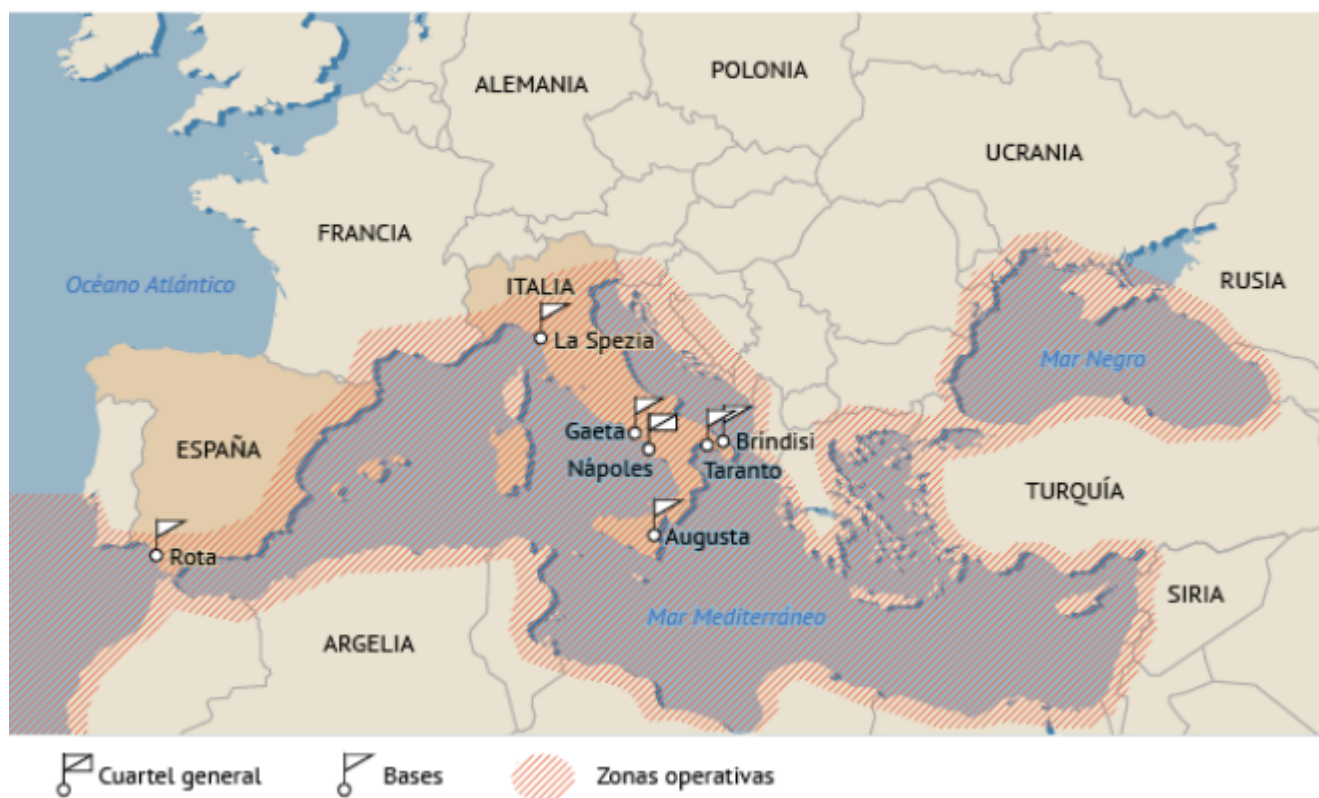 POLONIA
ALEMANIA
UCRANIA
FRANCIA
RUSIA
Océano Atlántico
ITALIA
La Spezia
Mar Negro
ESPAÑA
Gaeta
Brindisi
Nápoles
Taranto
TURQUÍA
Augusta
Rota
SIRIA
Mar Mediterráneo
ARGELIA
Cuartel general
Bases
Zonas operativas